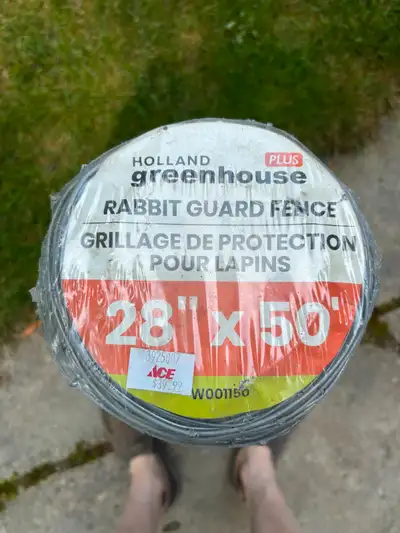 HOLLAND PLUS
greenhouse
RABBIT GUARD FENCE
GRILLAGE DE PROTECTION
POUR LAPINS
28" x 50'
ACE
$39.99
W001150